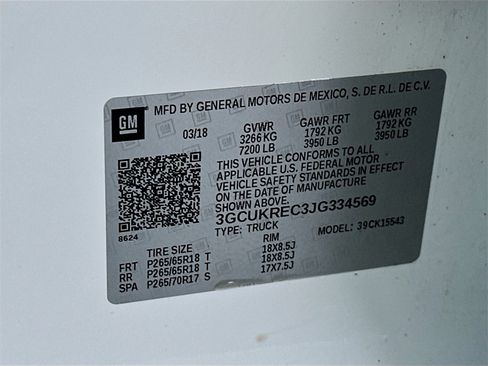 GM
MFD BY GENERAL MOTORS DE MEXICO, S. DE R.L. DE C.V.
03/18 GVWR GAWR FRT GAWR RR
3266 KG 1792 KG 1792 KG
7200 LB 3950 LB 3950 LB
THIS VEHICLE CONFORMS TO ALL
APPLICABLE U.S. FEDERAL MOTOR
VEHICLE SAFETY STANDARDS IN EFFECT
ON THE DATE OF MANUFACTURE
SHOWN ABOVE.
3GCUKREC3JG334569
8624 TYPE: TRUCK MODEL: 39CK15543
TIRE SIZE RIM
FRT P265/65R18 T 18X8.5J
RR P265/65R18 T 18X8.5J
SPA P265/70R17 S 17X7.5J